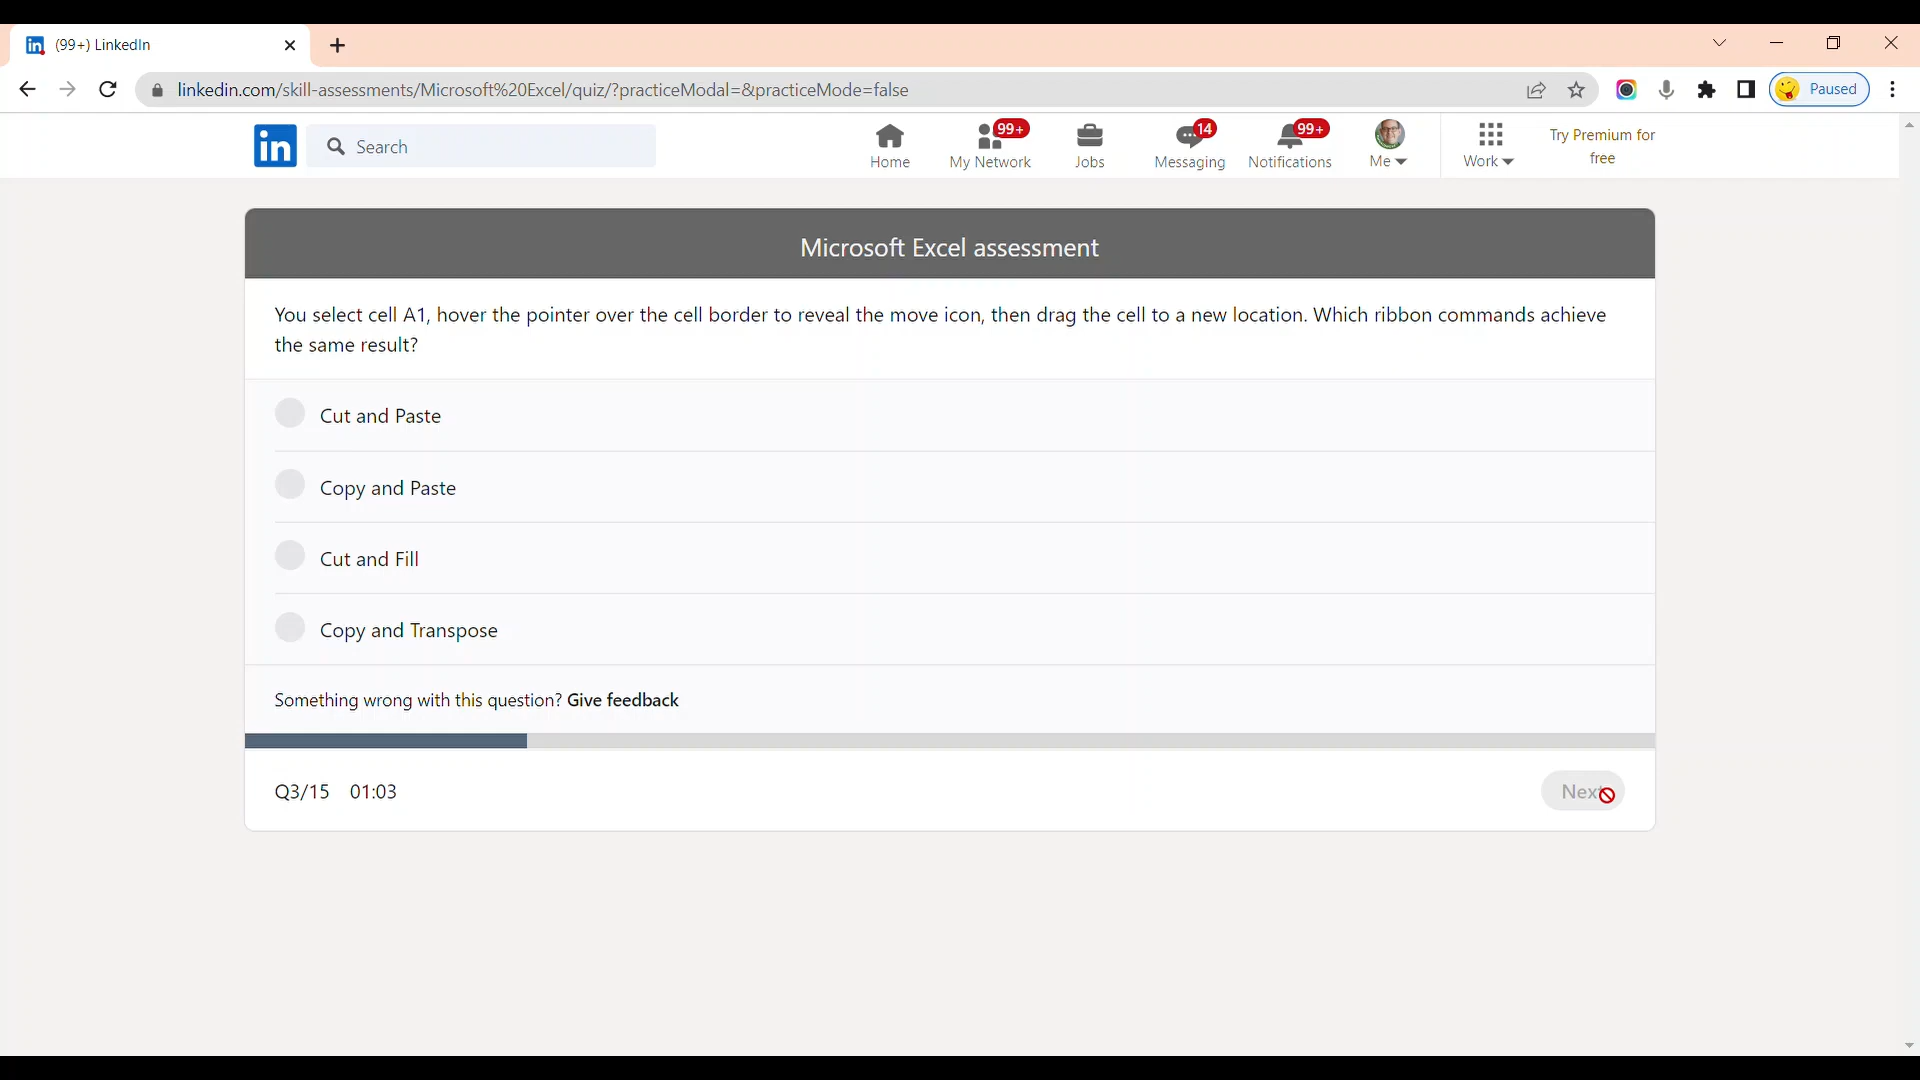 (99+) LinkedIn
linkedin.com/skill-assessments/Microsoft%20Excel/quiz/?practiceModal=&practiceMode=false
Paused
in
Search
99+
14
99+
Home
My Network
Jobs
Messaging
Notifications
Me
Work
Try Premium for
free
Microsoft Excel assessment
You select cell A1, hover the pointer over the cell border to reveal the move icon, then drag the cell to a new location. Which ribbon commands achieve
the same result?
Cut and Paste
Copy and Paste
Cut and Fill
Copy and Transpose
Something wrong with this question? Give feedback
Q3/15 01:03
Next